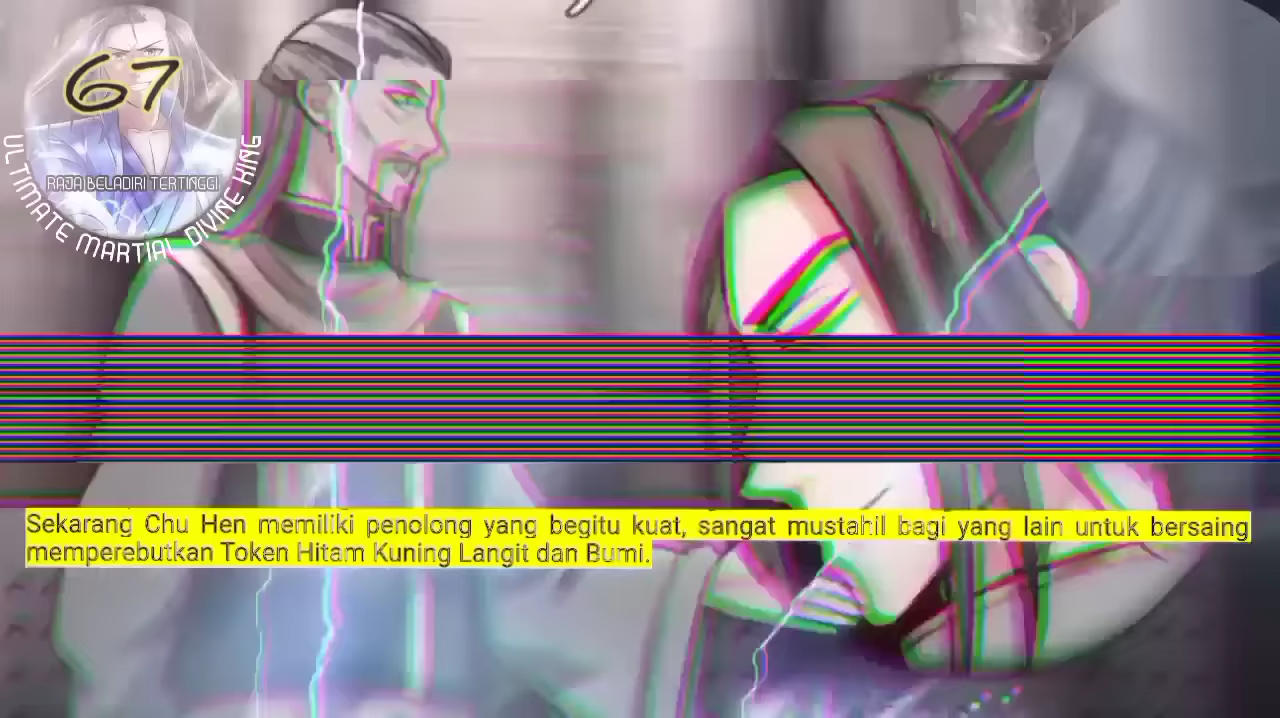 67
RAJA BELADIRI TERTINGGI
ULTIMATE MARTIAL DIVINE KING
Sekarang Chu Hen memiliki penolong yang begitu kuat, sangat mustahil bagi yang lain untuk bersaing
memperebutkan Token Hitam Kuning Langit dan Bumi.